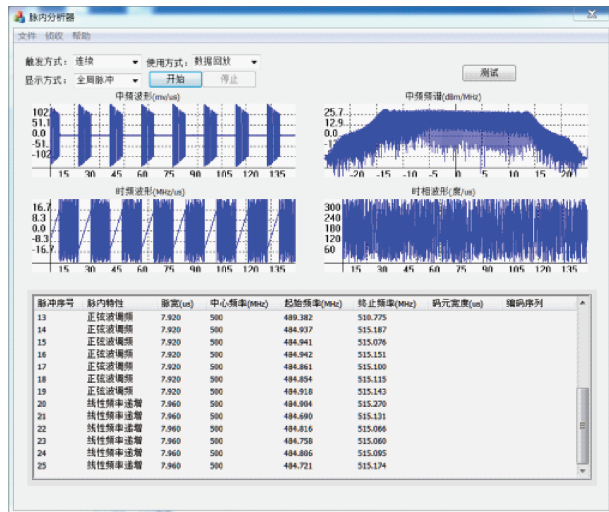 脉内分析器
文件 侦收 帮助
触发方式: 连续 使用方式: 数据回放
显示方式: 全局脉冲 开始 停止 测试
中频波形(mv/us) 中频频谱(dBm/MHz)
102 25.7
51.1 12.9
0.0 0.0
-51.
-102
15 30 45 60 75 90 105 120 135 -20 -15 -10 -5 0 5 10 15 20
时频波形(MHz/us) 时相波形(度/us)
16.7 300
8.3 240
0.0 180
-8.3 120
-16.7 60
15 30 45 60 75 90 105 120 135 15 30 45 60 75 90 105 120 135
脉冲序号 脉内特性 脉宽(us) 中心频率(MHz) 起始频率(MHz) 终止频率(MHz) 码元宽度(us) 编码序列
13 正弦波调频 7.920 500 489.382 510.775
14 正弦波调频 7.920 500 484.937 515.187
15 正弦波调频 7.920 500 484.941 515.076
16 正弦波调频 7.920 500 484.942 515.151
17 正弦波调频 7.920 500 484.861 515.100
18 正弦波调频 7.920 500 484.854 515.115
19 正弦波调频 7.920 500 484.918 515.143
20 线性频率递增 7.960 500 484.904 515.270
21 线性频率递增 7.960 500 484.690 515.131
22 线性频率递增 7.960 500 484.816 515.066
23 线性频率递增 7.960 500 484.758 515.060
24 线性频率递增 7.960 500 484.806 515.095
25 线性频率递增 7.960 500 484.721 515.174